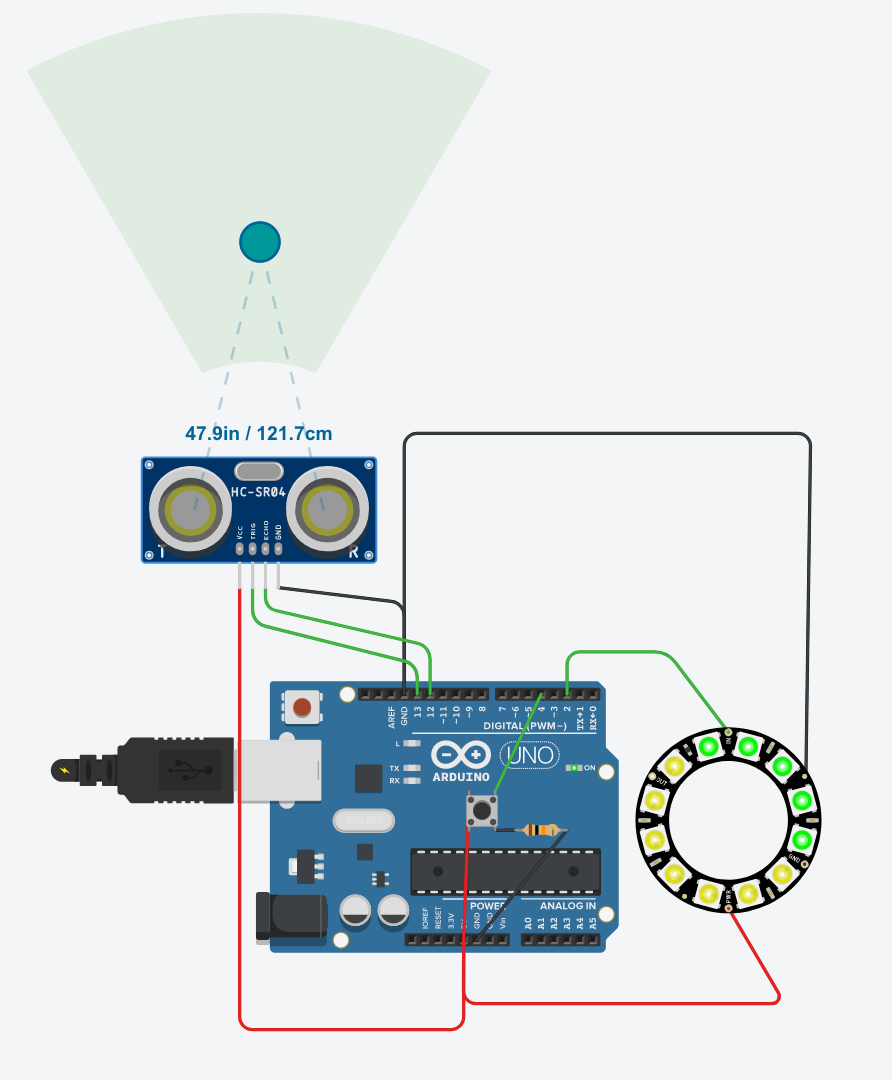 47.9in / 121.7cm
HC-SR04
VCC
TRIG
ECHO
GND
T
R
AREF
GND
13
12
~11
~10
~9
8
7
~6
~5
4
~3
2
TX→1
RX←0
DIGITAL (PWM~)
L
TX
RX
ARDUINO
UNO
ON
IN
OUT
GND
PWR
POWER
ANALOG IN
IOREF
RESET
3.3V
GND
Vin
A0
A1
A2
A3
A4
A5